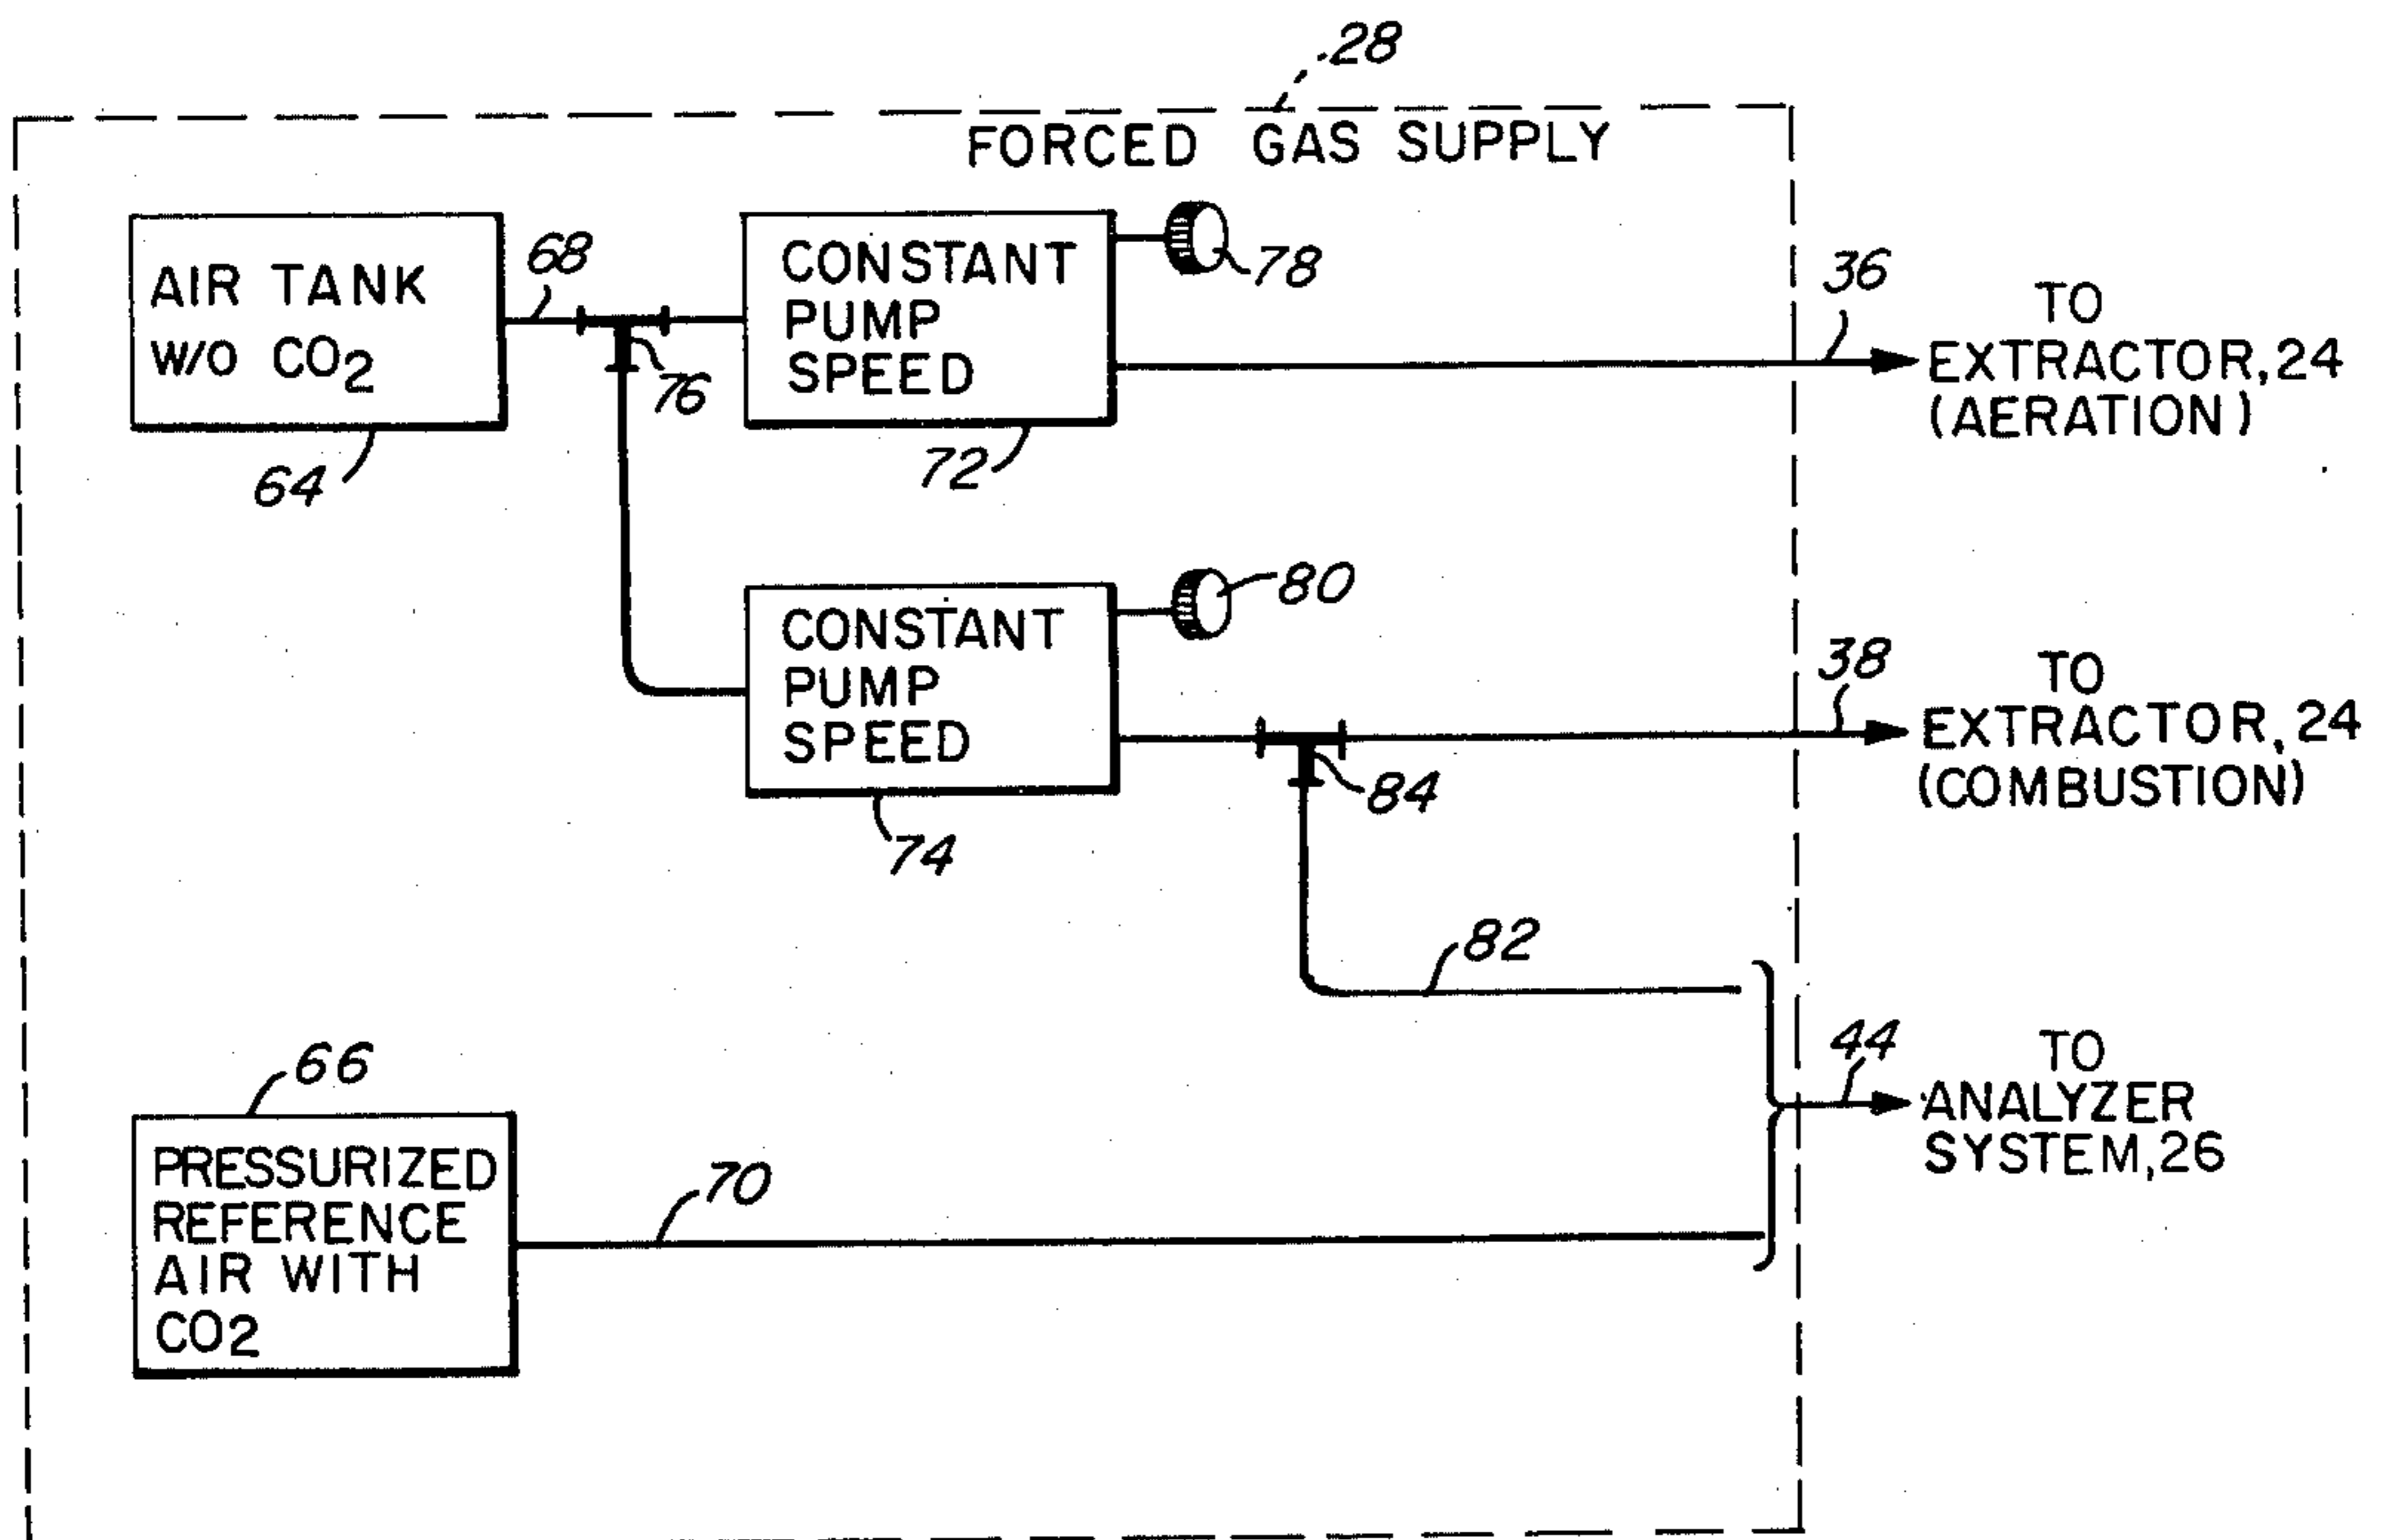 28
FORCED GAS SUPPLY
AIR TANK
W/O CO2
64
68
76
CONSTANT
PUMP
SPEED
72
78
36
TO
EXTRACTOR,24
(AERATION)
CONSTANT
PUMP
SPEED
74
80
84
38
TO
EXTRACTOR,24
(COMBUSTION)
82
66
PRESSURIZED
REFERENCE
AIR WITH
CO2
70
44
TO
ANALYZER
SYSTEM,26